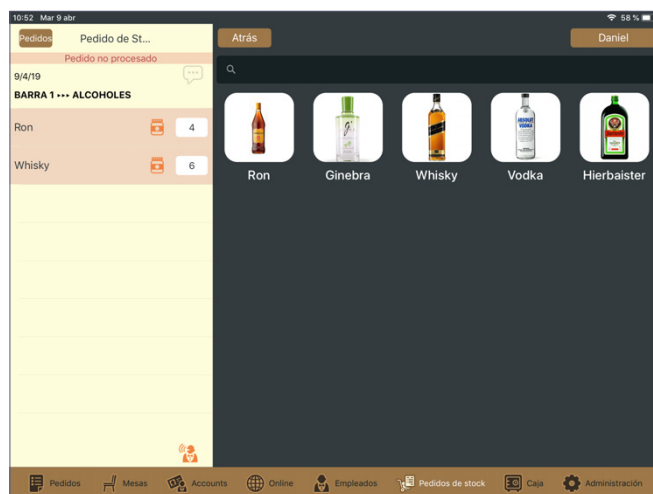 10:52 Mar 9 abr
58 %
Pedidos
Pedido de St...
Atrás
Daniel
Pedido no procesado
9/4/19
BARRA 1 ‣‣‣ ALCOHOLES
Ron
4
Whisky
6
ABSOLUT
VODKA
Ron
Ginebra
Whisky
Vodka
Hierbaister
Pedidos
Mesas
Accounts
Online
Empleados
Pedidos de stock
Caja
Administración